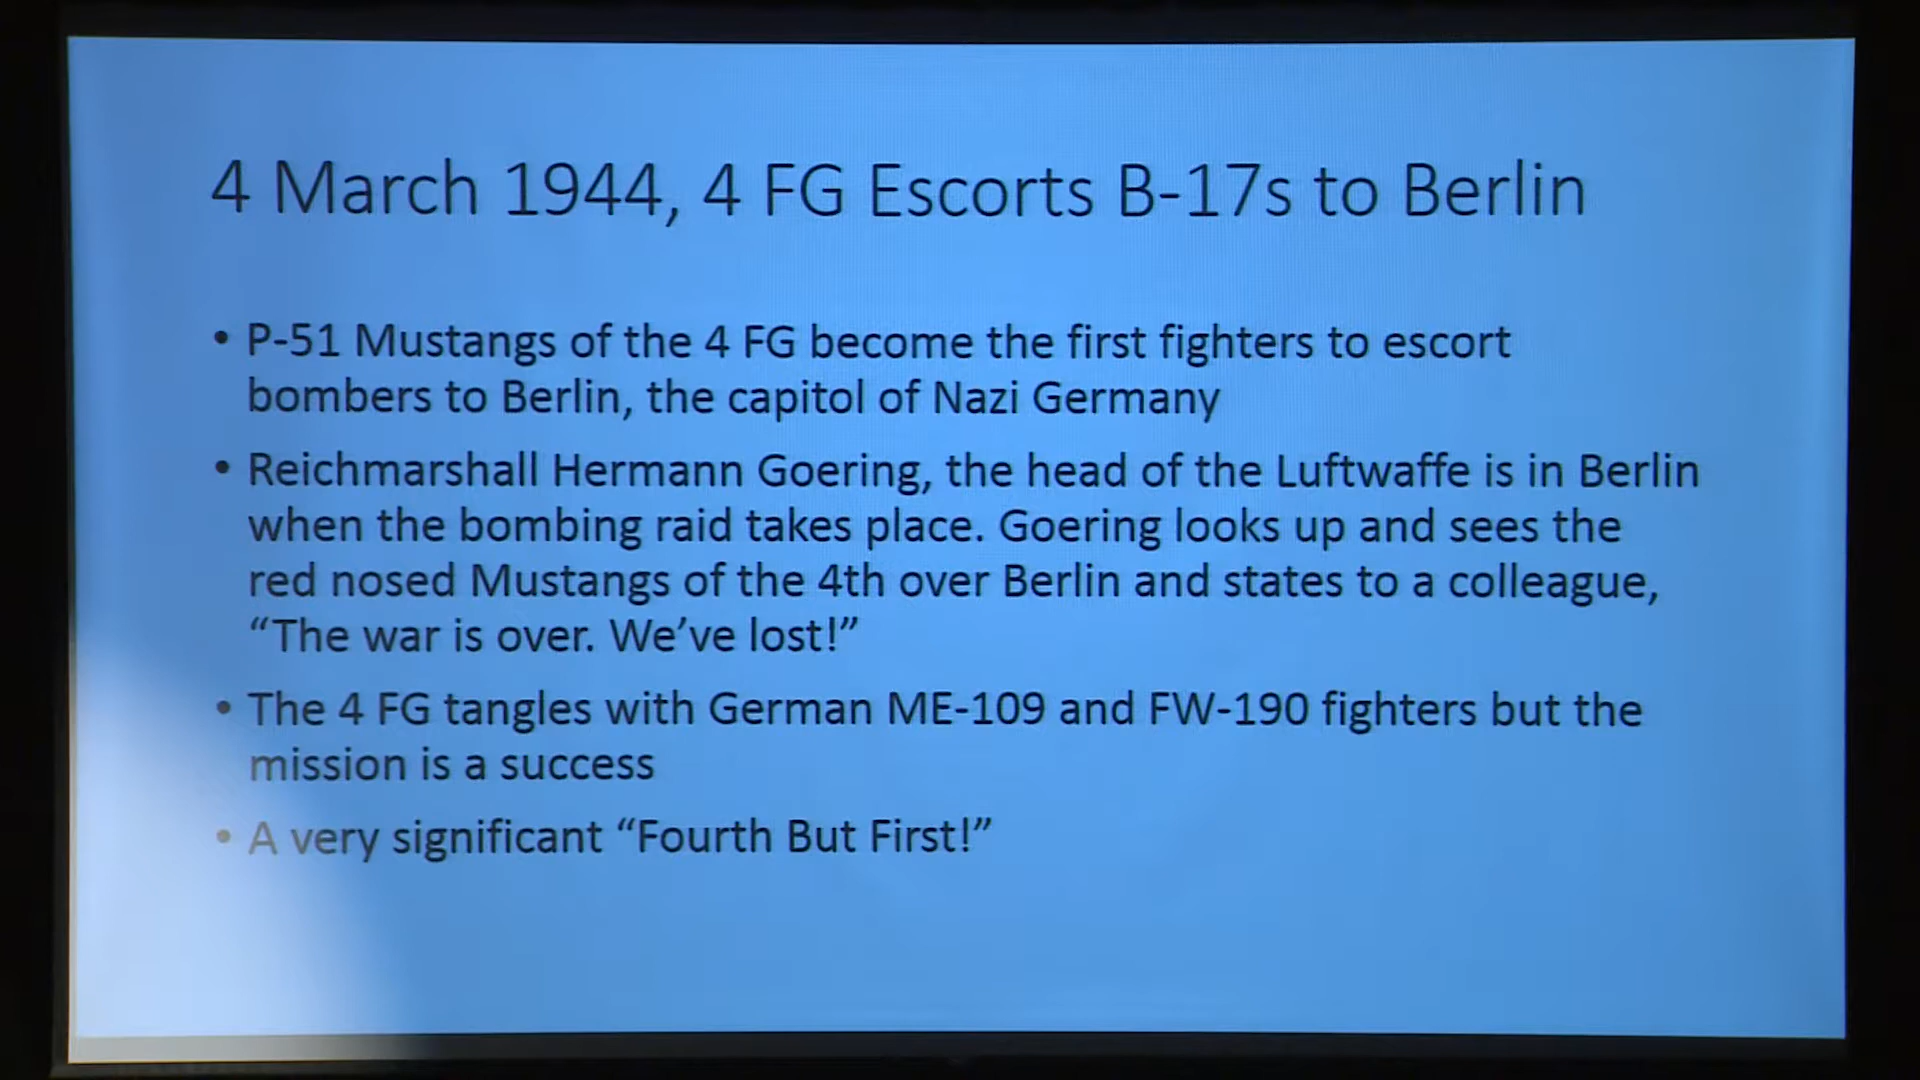 4 March 1944, 4 FG Escorts B-17s to Berlin
• P-51 Mustangs of the 4 FG become the first fighters to escort
bombers to Berlin, the capitol of Nazi Germany
• Reichmarshall Hermann Goering, the head of the Luftwaffe is in Berlin
when the bombing raid takes place. Goering looks up and sees the
red nosed Mustangs of the 4th over Berlin and states to a colleague,
“The war is over. We’ve lost!”
• The 4 FG tangles with German ME-109 and FW-190 fighters but the
mission is a success
• A very significant “Fourth But First!”